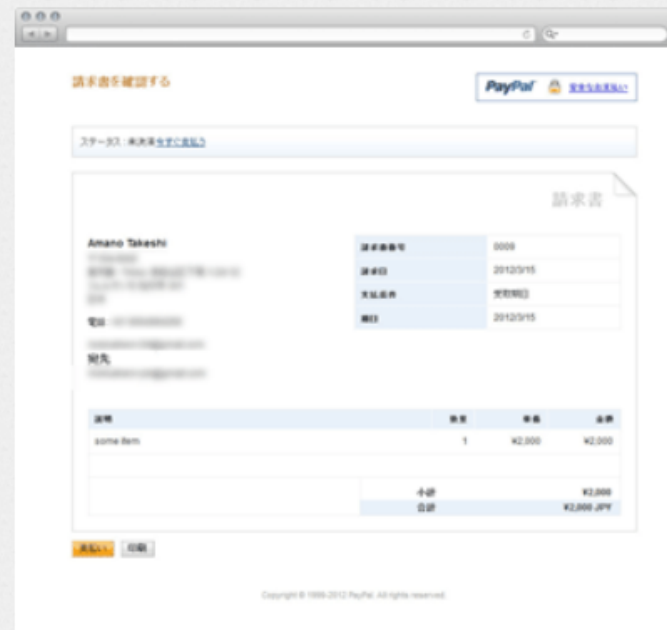 請求書を確認する
PayPal 安全なお支払い
ステータス : 未決済 今すぐ支払う
請求書
Amano Takeshi
電話
宛先
請求書番号 0009
請求日 2012/3/15
支払条件 受取期日
期日 2012/3/15
説明 数量 単価 金額
some item. 1 ¥2,000 ¥2,000
小計 ¥2,000
合計 ¥2,000 JPY
支払い 印刷
Copyright © 1999-2012 PayPal. All rights reserved.